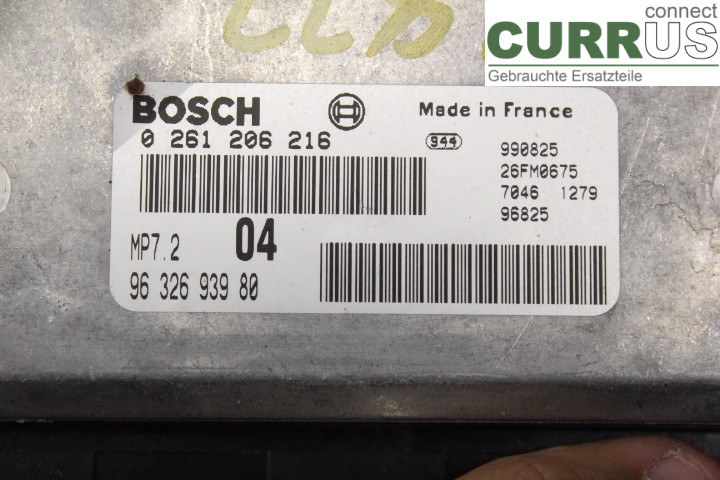 connect
CURRUS
Gebrauchte Ersatzteile
BOSCH
Made in France
0 261 206 216
944
990825
26FM0675
7046 1279
96825
MP7.2
04
96 326 939 80